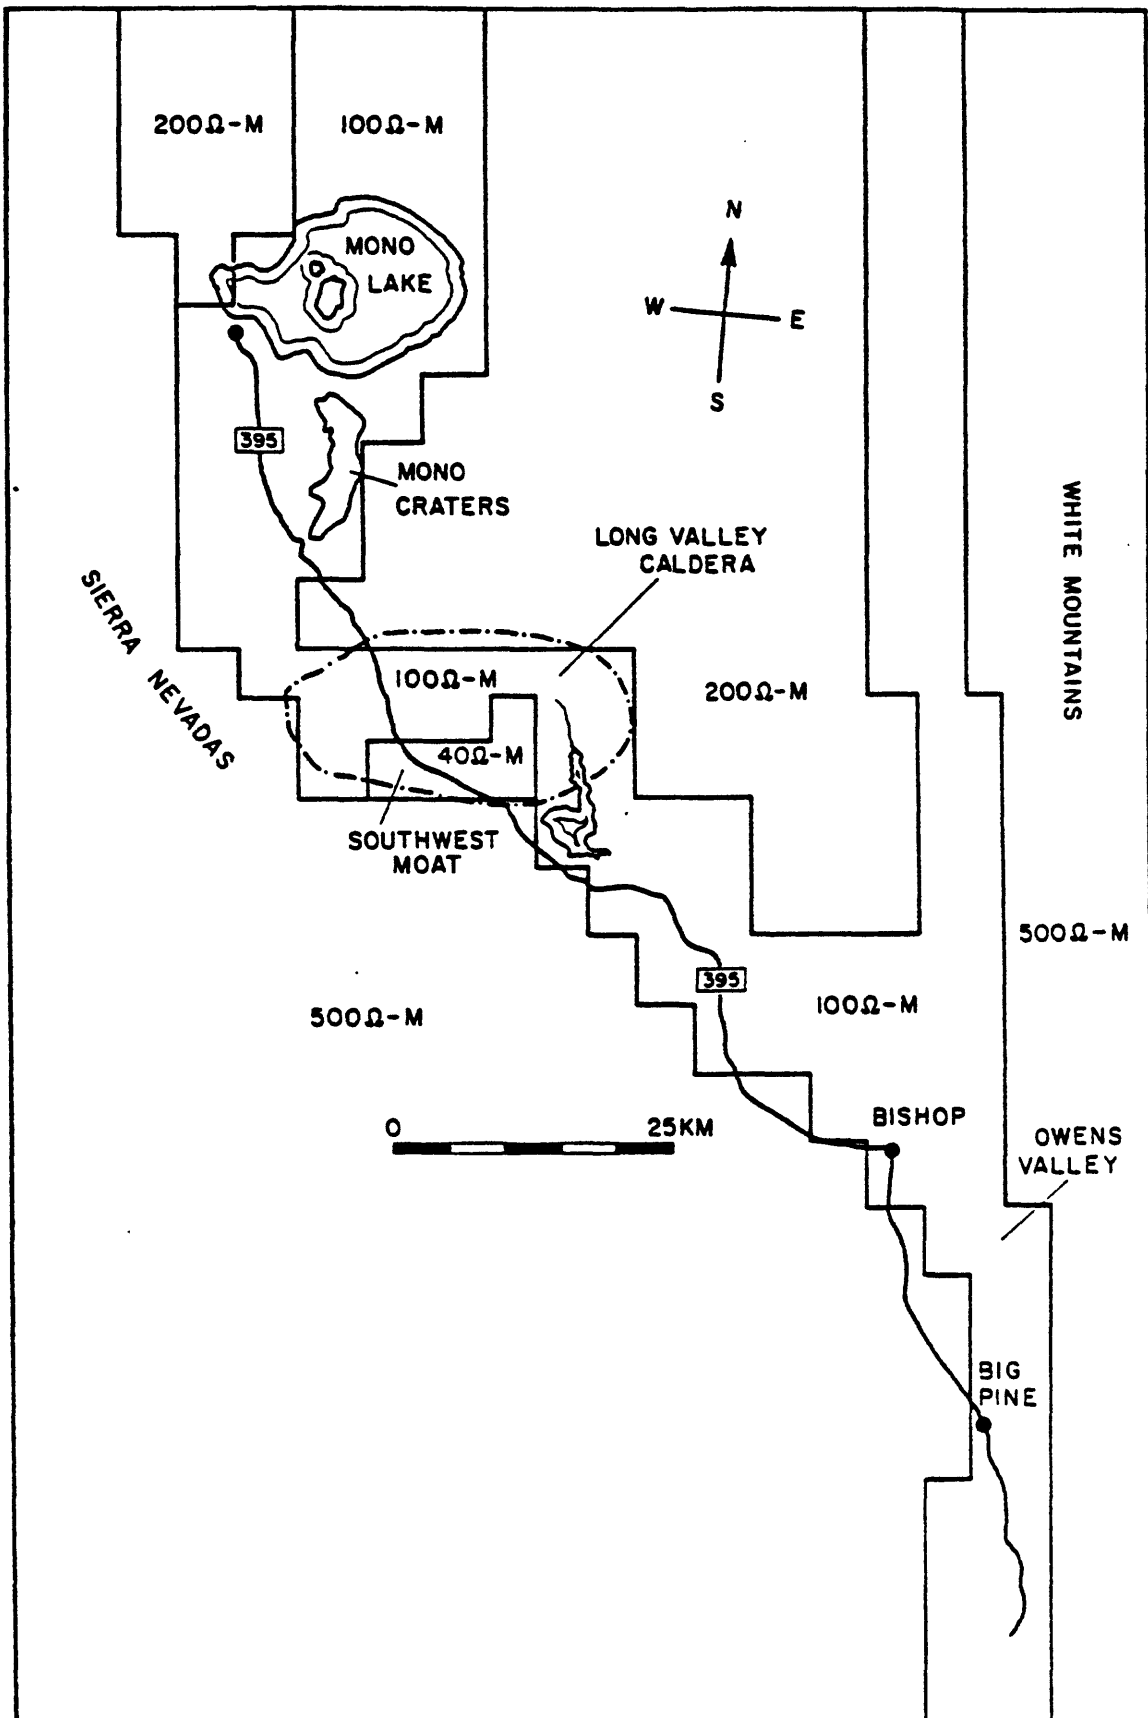 200Ω-M
100Ω-M
MONO
LAKE
N
W
E
S
395
MONO
CRATERS
LONG VALLEY
CALDERA
WHITE MOUNTAINS
SIERRA NEVADAS
100Ω-M
200Ω-M
40Ω-M
SOUTHWEST
MOAT
500Ω-M
395
500Ω-M
100Ω-M
0
25KM
BISHOP
OWENS
VALLEY
BIG
PINE